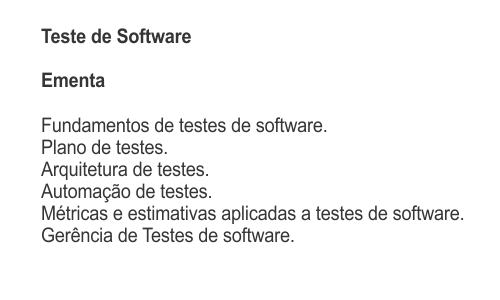 Teste de Software
Ementa
Fundamentos de testes de software.
Plano de testes.
Arquitetura de testes.
Automação de testes.
Métricas e estimativas aplicadas a testes de software.
Gerência de Testes de software.